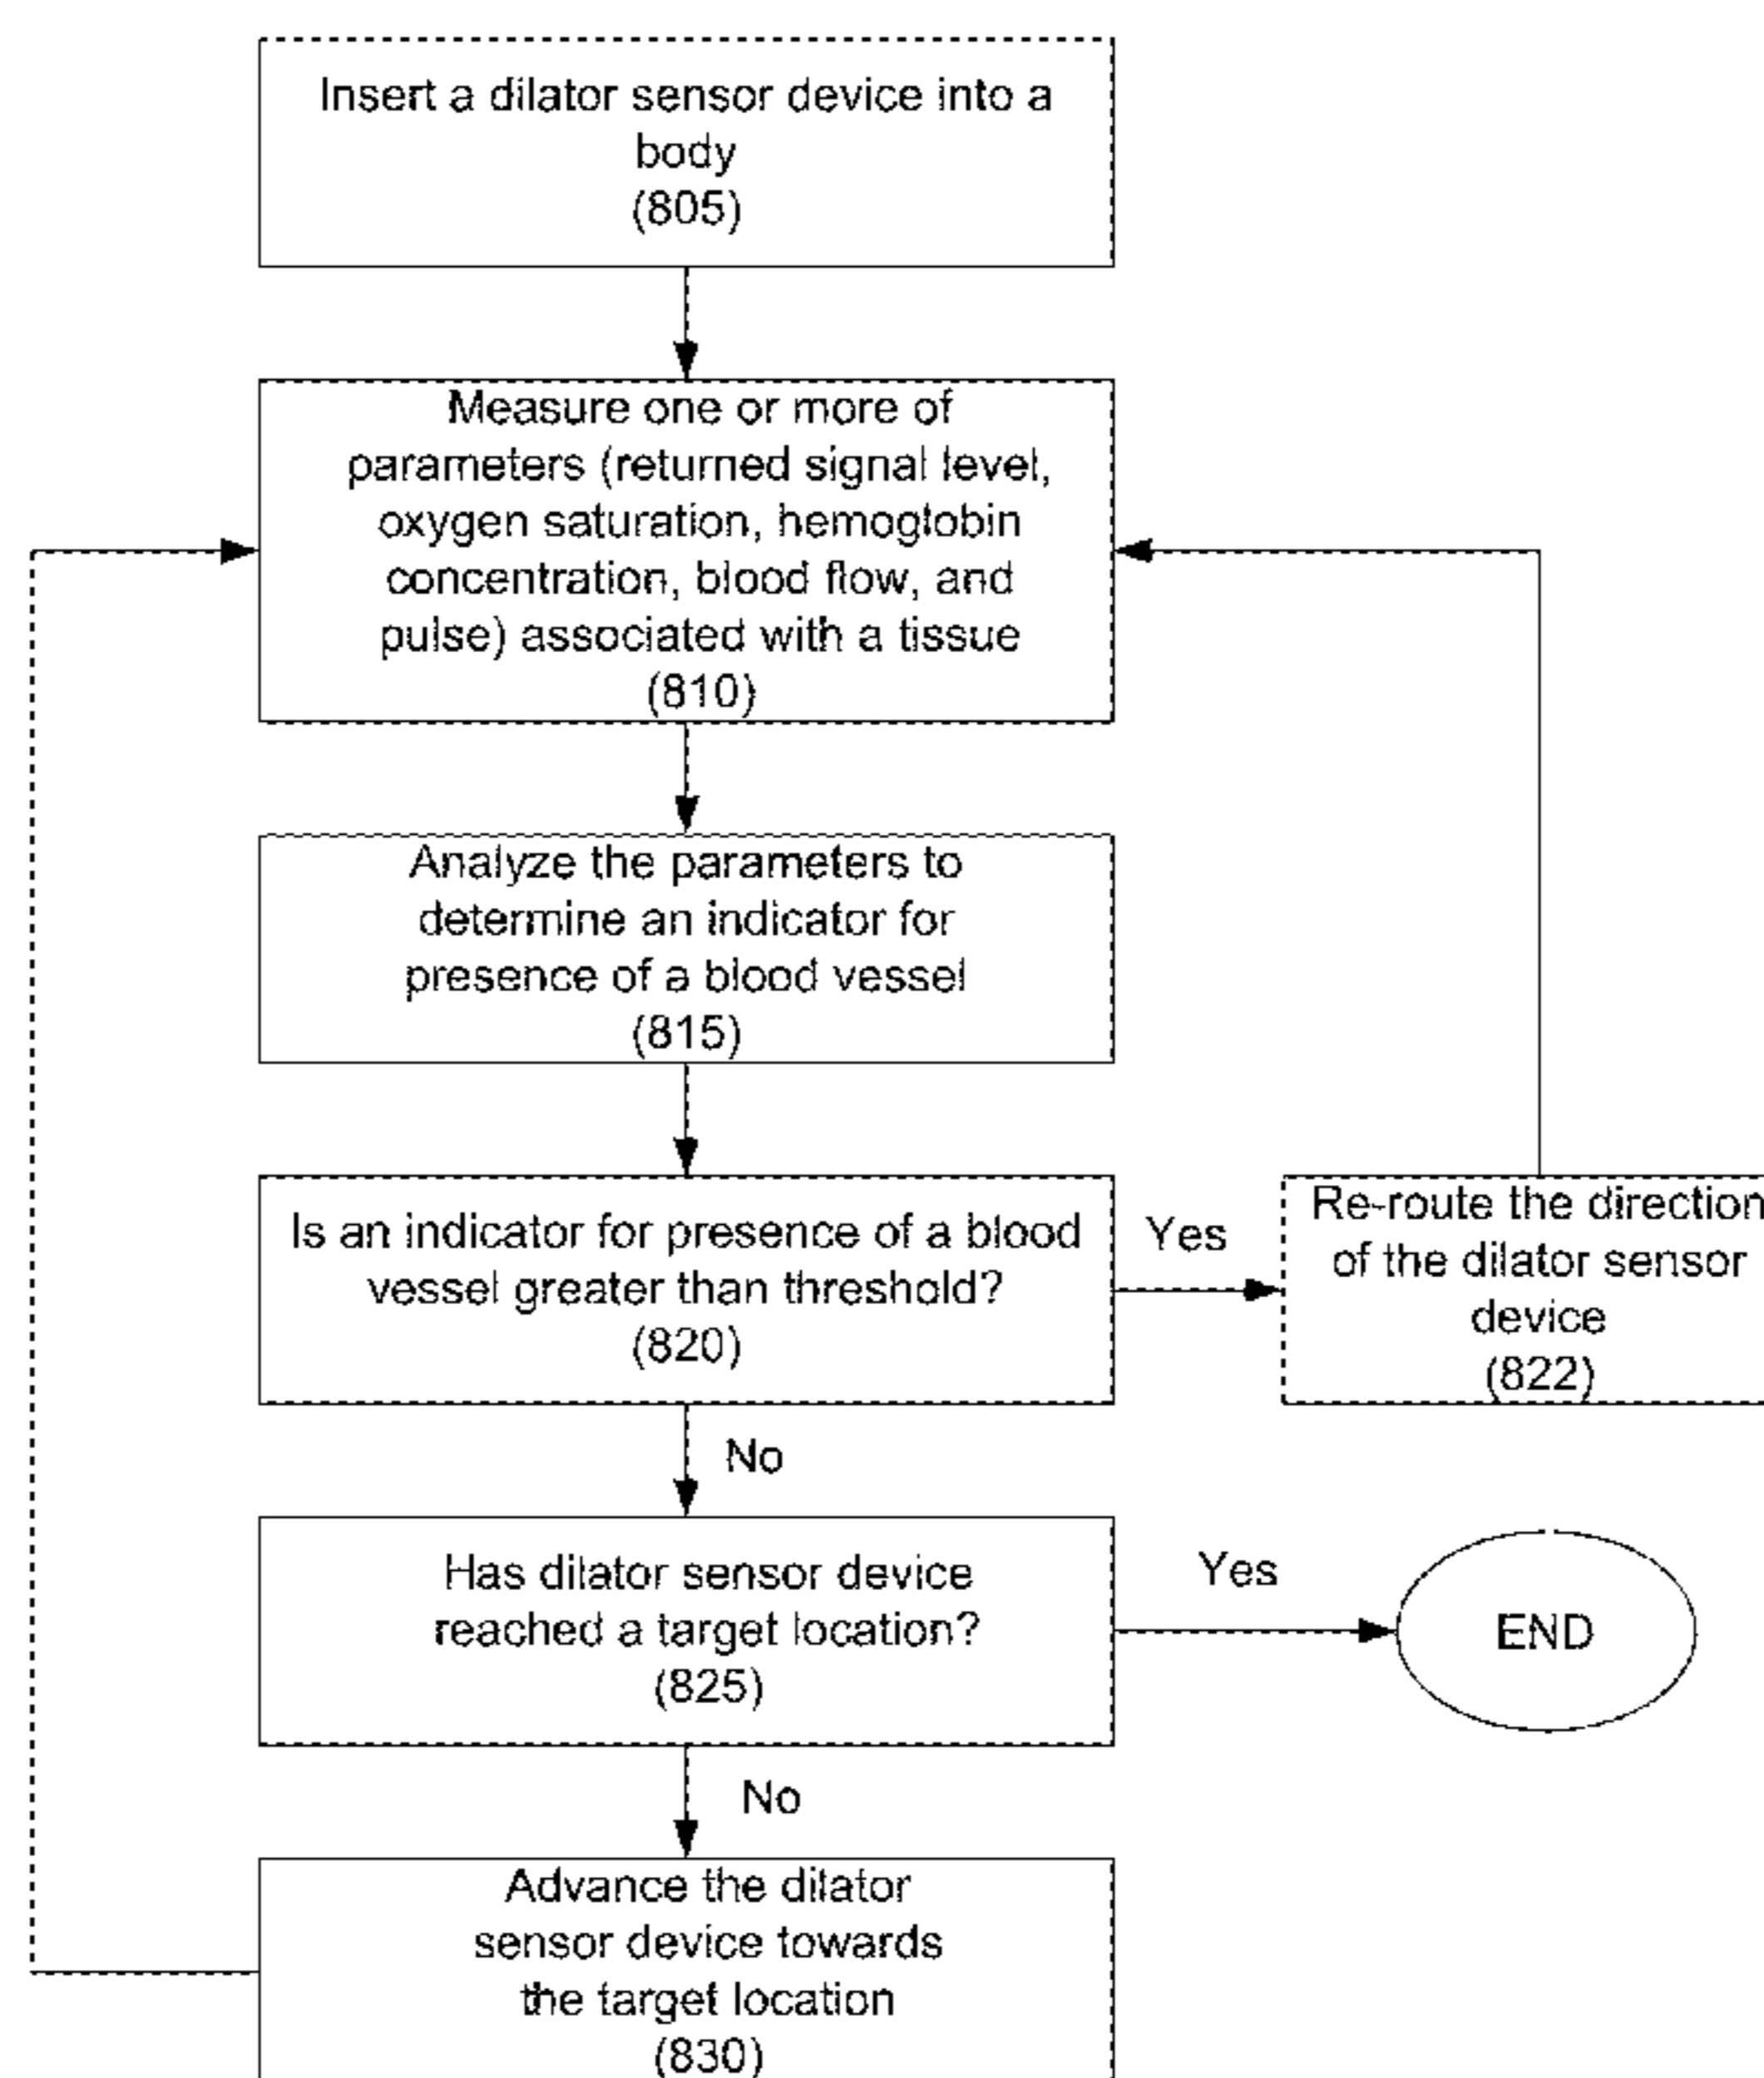 Insert a dilator sensor device into a
body
(805)
Measure one or more of
parameters (returned signal level,
oxygen saturation, hemoglobin
concentration, blood flow, and
pulse) associated with a tissue
(810)
Analyze the parameters to
determine an indicator for
presence of a blood vessel
(815)
Is an indicator for presence of a blood
vessel greater than threshold?
(820)
Yes
Re-route the direction
of the dilator sensor
device
(822)
No
Has dilator sensor device
reached a target location?
(825)
Yes
END
No
Advance the dilator
sensor device towards
the target location
(830)